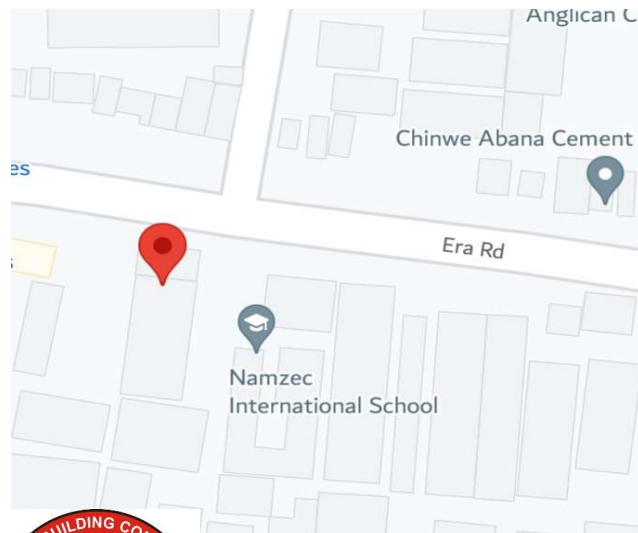 Anglican C
Chinwe Abana Cement
es
Era Rd
s
Namzec
International School
BUILDING CO